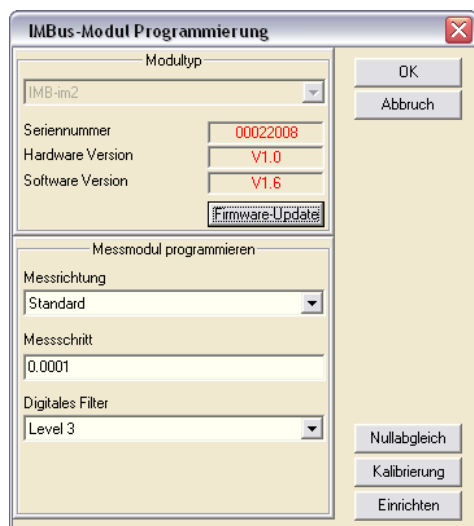 IMBus-Modul Programmierung
Modultyp
IMB-im2
Seriennummer 00022008
Hardware Version V1.0
Software Version V1.6
Firmware-Update
OK
Abbruch
Messmodul programmieren
Messrichtung
Standard
Messschritt
0.0001
Digitales Filter
Level 3
Nullabgleich
Kalibrierung
Einrichten